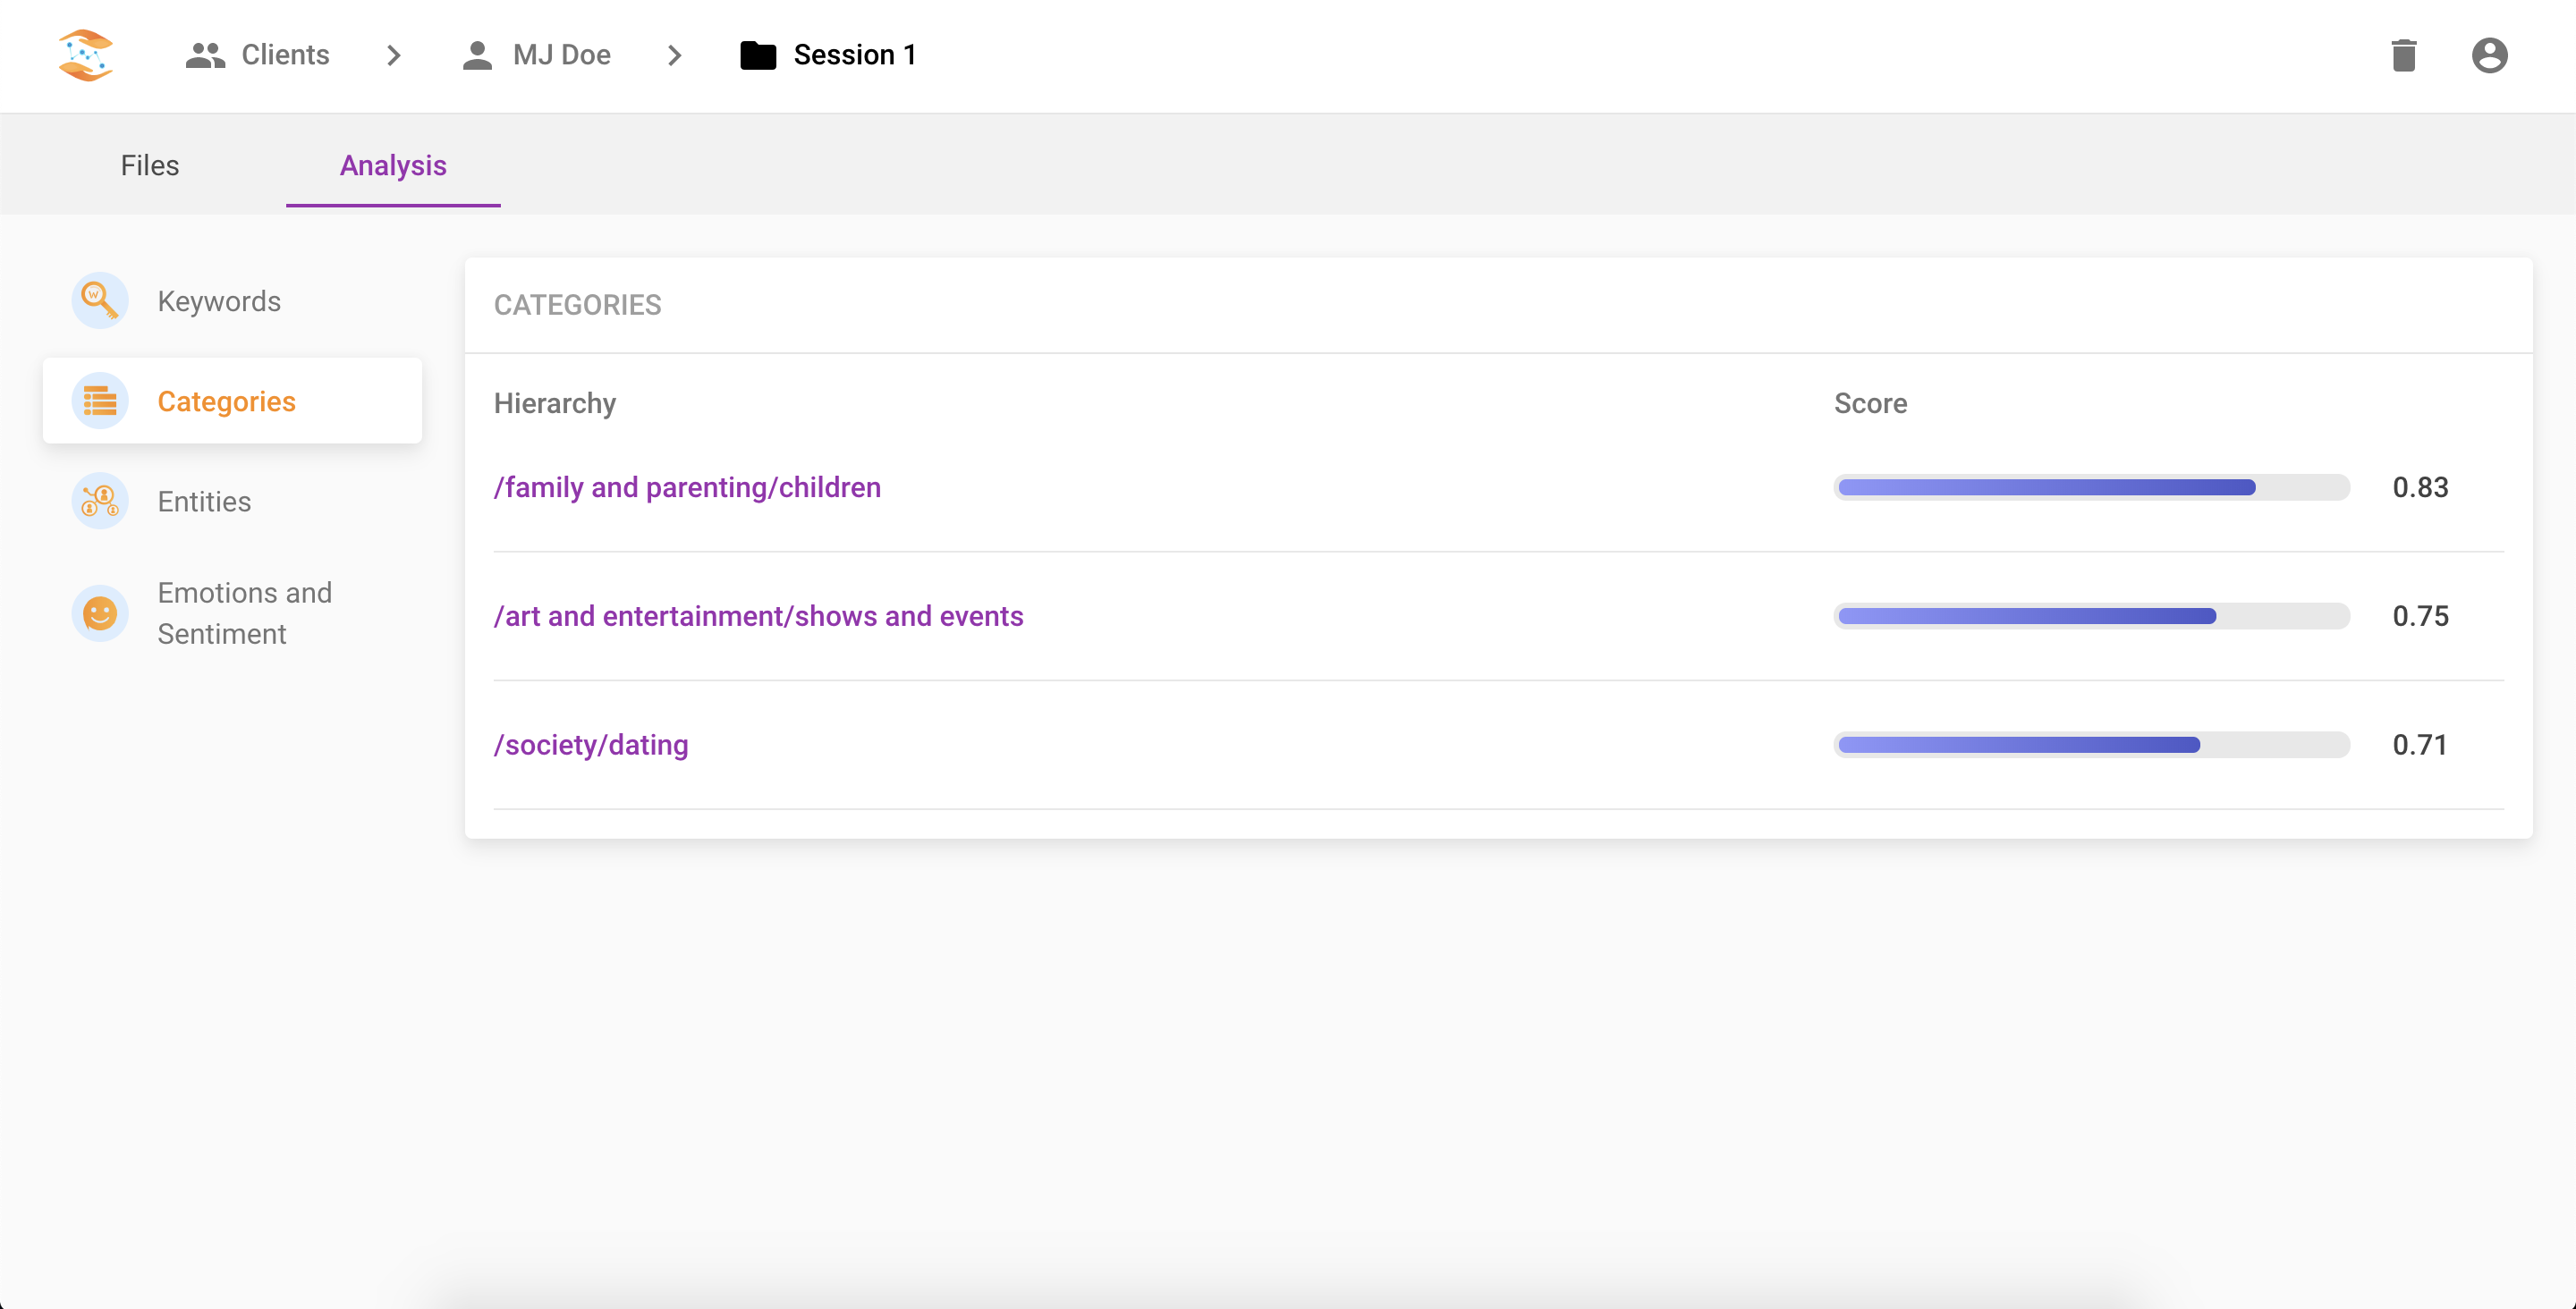 Clients
MJ Doe
Session 1
Files
Analysis
Keywords
Categories
Entities
Emotions and
Sentiment
CATEGORIES
Hierarchy Score
/family and parenting/children 0.83
/art and entertainment/shows and events 0.75
/society/dating 0.71